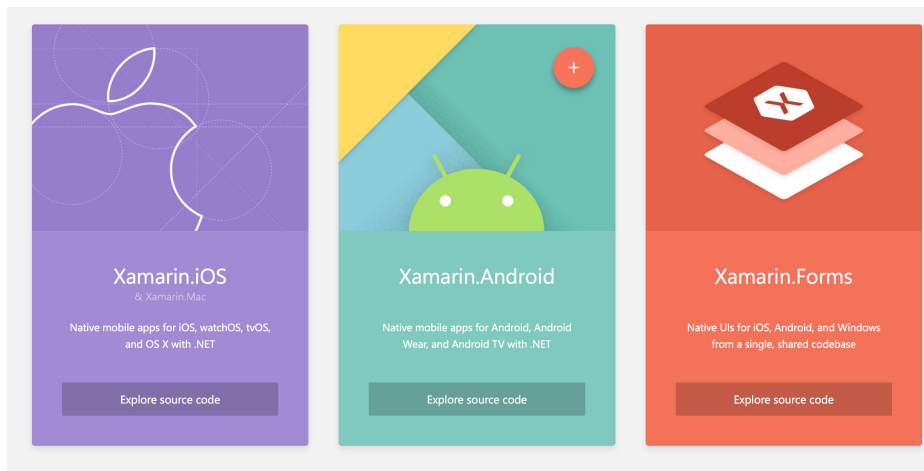 Xamarin.iOS
& Xamarin.Mac
Native mobile apps for iOS, watchOS, tvOS,
and OS X with .NET
Explore source code
+
Xamarin.Android
Native mobile apps for Android, Android
Wear, and Android TV with .NET
Explore source code
X
Xamarin.Forms
Native UIs for iOS, Android, and Windows
from a single, shared codebase
Explore source code